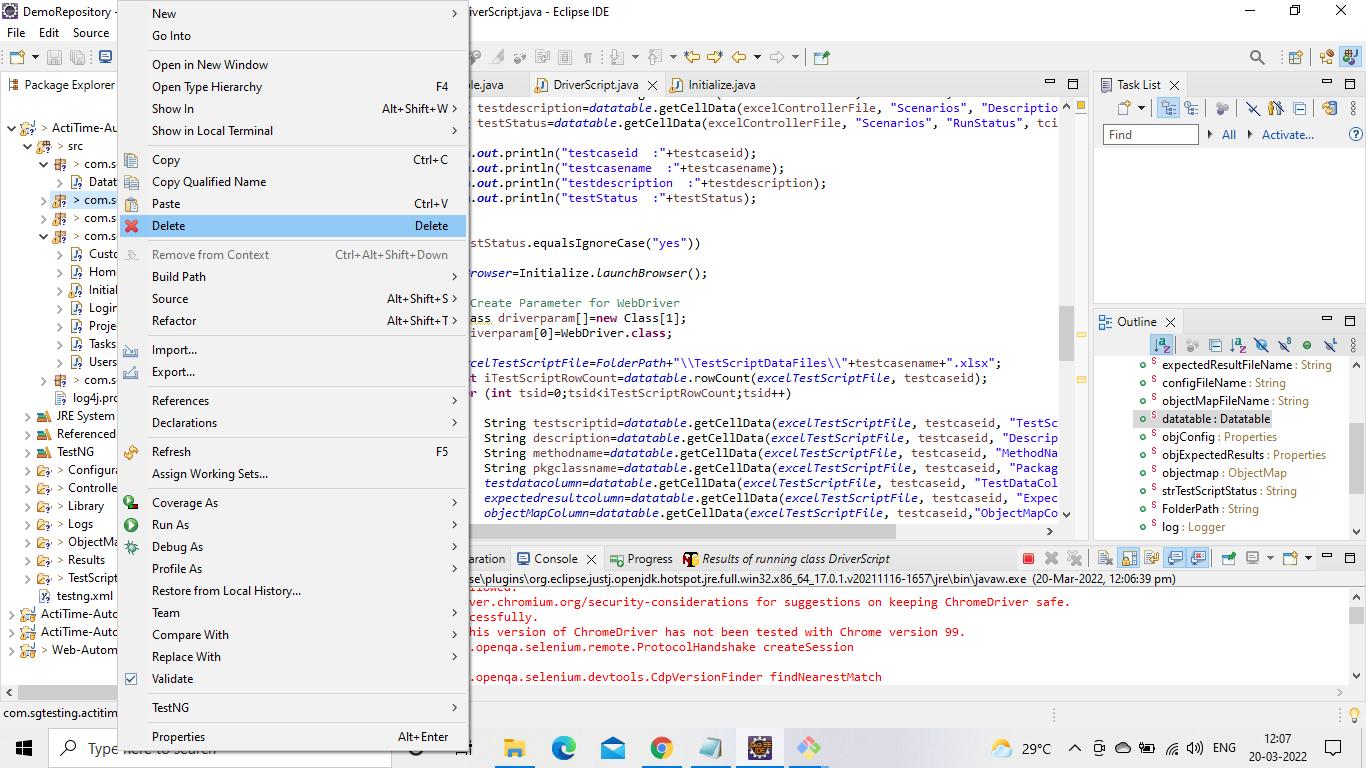 DemoRepository - verScript.java - Eclipse IDE
File Edit Source
Package Explorer
> ActiTime-Au
> src
> com.s
Datat
> com.s
> com.s
> com.s
Custo
Home
Initial
Login
Proje
Tasks
Users
> com.s
log4j.pro
JRE System
Referenced
TestNG
> Configura
> Controlle
> Library
> Logs
> ObjectMa
> Results
> TestScript
testng.xml
ActiTime-Auto
> ActiTime-Auto
> Web-Autom
com.sgtesting.actitim
New
Go Into
Open in New Window
Open Type Hierarchy F4
Show In Alt+Shift+W
Show in Local Terminal
Copy Ctrl+C
Copy Qualified Name
Paste Ctrl+V
Delete Delete
Remove from Context Ctrl+Alt+Shift+Down
Build Path
Source Alt+Shift+S
Refactor Alt+Shift+T
Import...
Export...
References
Declarations
Refresh F5
Assign Working Sets...
Coverage As
Run As
Debug As
Profile As
Restore from Local History...
Team
Compare With
Replace With
Validate
TestNG
Properties Alt+Enter
le.java DriverScript.java Initialize.java
testdescription=datatable.getCellData(excelControllerFile, "Scenarios", "Descriptio
testStatus=datatable.getCellData(excelControllerFile, "Scenarios", "RunStatus", tci
.out.println("testcaseid :"+testcaseid);
.out.println("testcasename :"+testcasename);
.out.println("testdescription :"+testdescription);
.out.println("testStatus :"+testStatus);
stStatus.equalsIgnoreCase("yes"))
rowser=Initialize.launchBrowser();
Create Parameter for WebDriver
ass driverparam[]=new Class[1];
iverparam[0]=WebDriver.class;
celTestScriptFile=FolderPath+"\\TestScriptDataFiles\\"+testcasename+".xlsx";
t iTestScriptRowCount=datatable.rowCount(excelTestScriptFile, testcaseid);
r (int tsid=0;tsid<iTestScriptRowCount;tsid++)
String testscriptid=datatable.getCellData(excelTestScriptFile, testcaseid, "TestSc
String description=datatable.getCellData(excelTestScriptFile, testcaseid, "Descrip
String methodname=datatable.getCellData(excelTestScriptFile, testcaseid, "MethodNa
String pkgclassname=datatable.getCellData(excelTestScriptFile, testcaseid, "Packag
testdatacolumn=datatable.getCellData(excelTestScriptFile, testcaseid, "TestDataCol
expectedresultcolumn=datatable.getCellData(excelTestScriptFile, testcaseid, "Expec
objectMapColumn=datatable.getCellData(excelTestScriptFile, testcaseid,"ObjectMapCo
Task List
Find All Activate...
Outline
expectedResultFileName : String
configFileName : String
objectMapFileName : String
datatable : Datatable
objConfig : Properties
objExpectedResults : Properties
objectmap : ObjectMap
strTestScriptStatus : String
FolderPath : String
log : Logger
aration Console Progress Results of running class DriverScript
se\plugins\org.eclipse.justj.openjdk.hotspot.jre.full.win32.x86_64_17.0.1.v20211116-1657\jre\bin\javaw.exe (20-Mar-2022, 12:06:39 pm)
llowed.
ver.chromium.org/security-considerations for suggestions on keeping ChromeDriver safe.
cessfully.
his version of ChromeDriver has not been tested with Chrome version 99.
.openqa.selenium.remote.ProtocolHandshake createSession
.openqa.selenium.devtools.CdpVersionFinder findNearestMatch
Type here to search
29°C ENG 12:07
20-03-2022